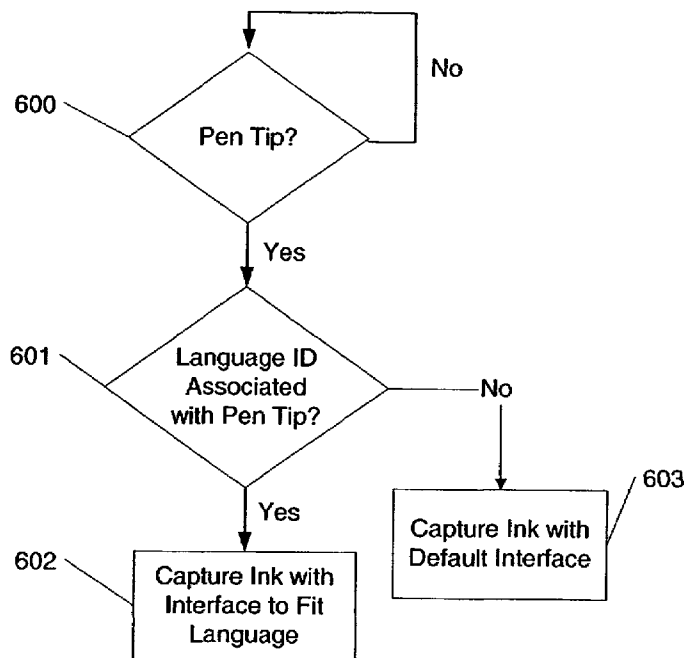 No
600
Pen Tip?
Yes
601
Language ID
Associated
with Pen Tip?
No
603
Yes
Capture Ink with
Default Interface
602
Capture Ink with
Interface to Fit
Language